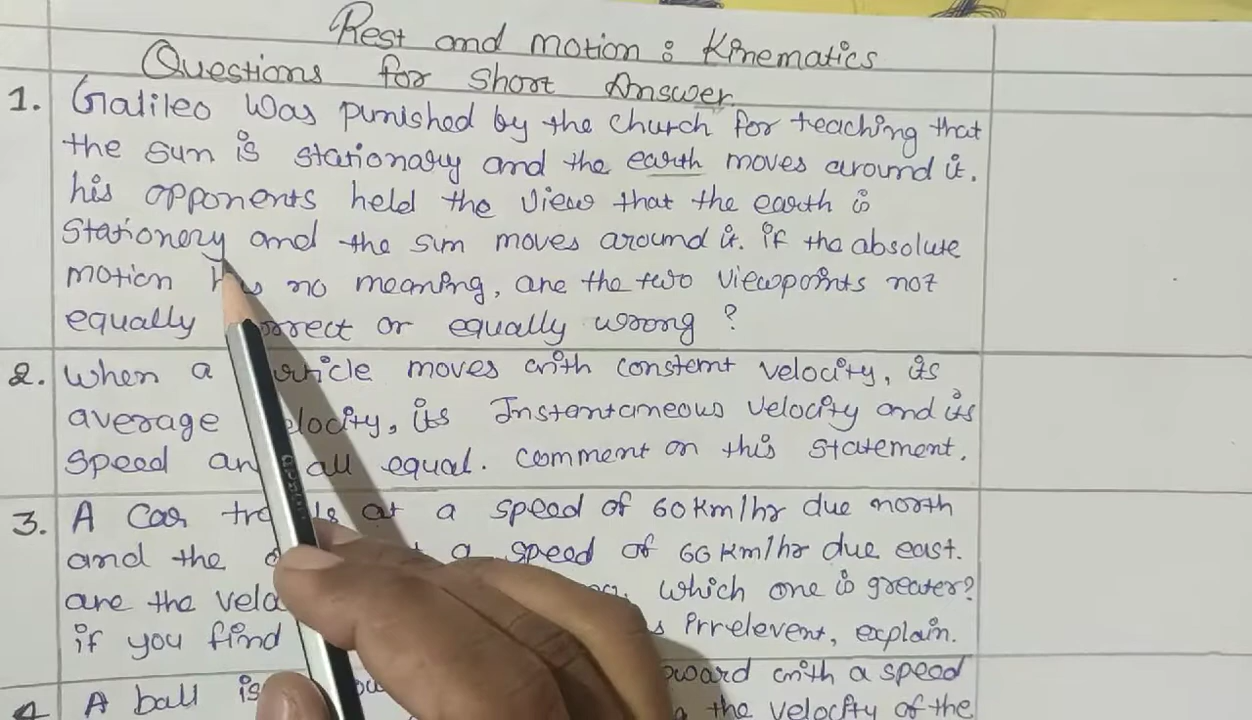 Rest and motion : Kinematics
Questions for short Answer
1. Galileo was punished by the church for teaching that
the sun is stationary and the earth moves around it.
his opponents held the view that the earth is
stationery and the sun moves around it. if the absolute
motion no meaning, are the two viewpoints not
equally correct or equally wrong ?
2. When a particle moves with constant velocity, its
average velocity, its Instantaneous velocity and its
speed all equal. comment on this statement.
3. A car at a speed of 60 km/hr due north
and the a speed of 60 km/hr due east.
are the which one is greater?
if you find irrelevent, explain.
4. A ball is with a speed
the velocity of the